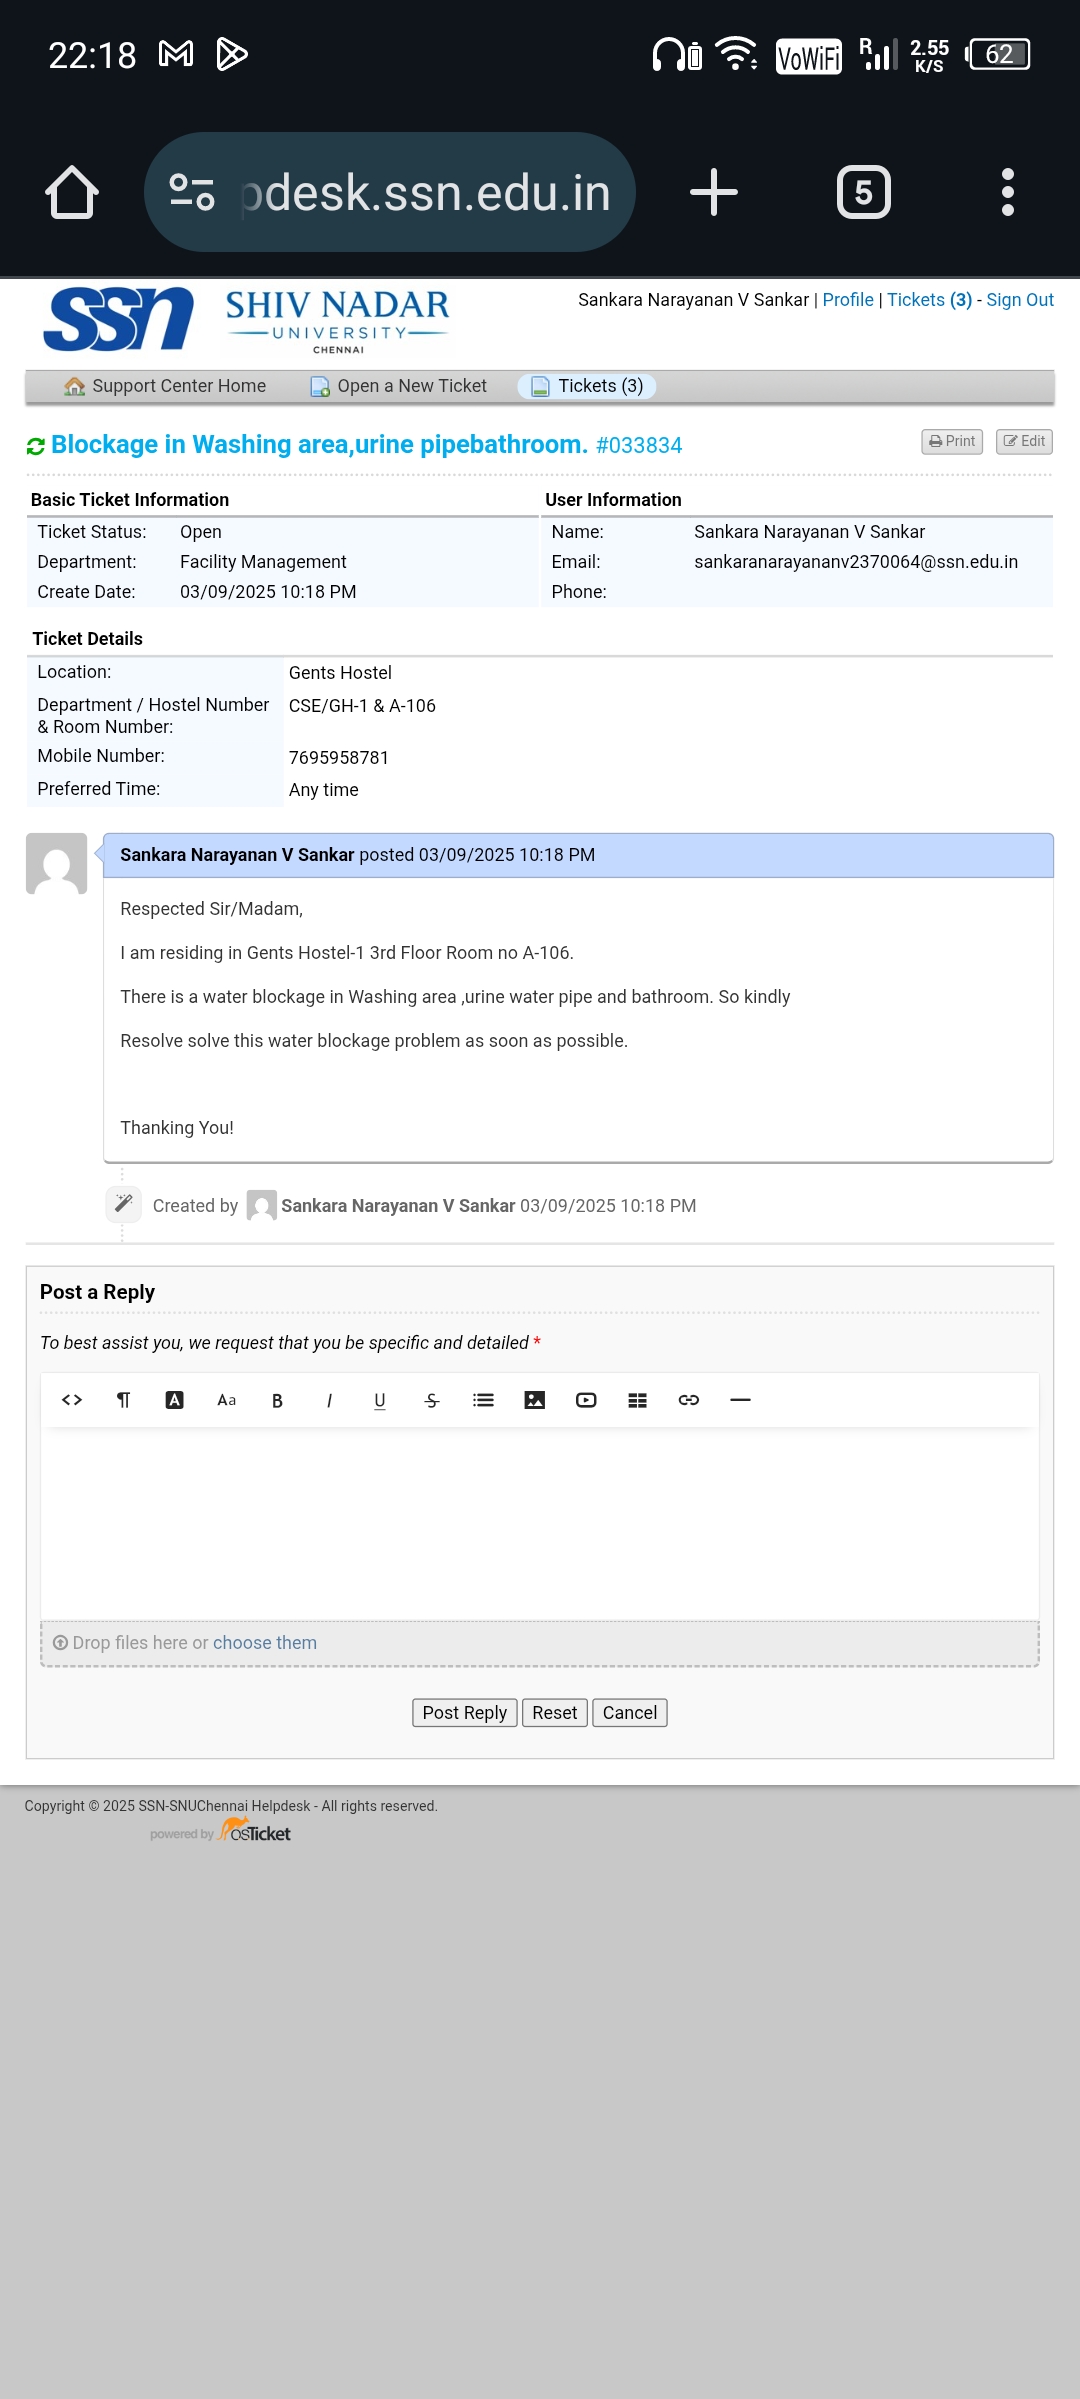 22:18 VoWiFi R 2.55 K/S 62
pdesk.ssn.edu.in 5
ssn SHIV NADAR
UNIVERSITY
CHENNAI
Sankara Narayanan V Sankar | Profile | Tickets (3) - Sign Out
Support Center Home Open a New Ticket Tickets (3)
Blockage in Washing area,urine pipebathroom. #033834 Print Edit
Basic Ticket Information
Ticket Status: Open
Department: Facility Management
Create Date: 03/09/2025 10:18 PM
User Information
Name: Sankara Narayanan V Sankar
Email: sankaranarayananv2370064@ssn.edu.in
Phone:
Ticket Details
Location: Gents Hostel
Department / Hostel Number
& Room Number: CSE/GH-1 & A-106
Mobile Number: 7695958781
Preferred Time: Any time
Sankara Narayanan V Sankar posted 03/09/2025 10:18 PM
Respected Sir/Madam,
I am residing in Gents Hostel-1 3rd Floor Room no A-106.
There is a water blockage in Washing area ,urine water pipe and bathroom. So kindly
Resolve solve this water blockage problem as soon as possible.
Thanking You!
Created by Sankara Narayanan V Sankar 03/09/2025 10:18 PM
Post a Reply
To best assist you, we request that you be specific and detailed *
<> ¶ A Aa B I U S
Drop files here or choose them
Post Reply Reset Cancel
Copyright © 2025 SSN-SNUChennai Helpdesk - All rights reserved.
powered by osTicket